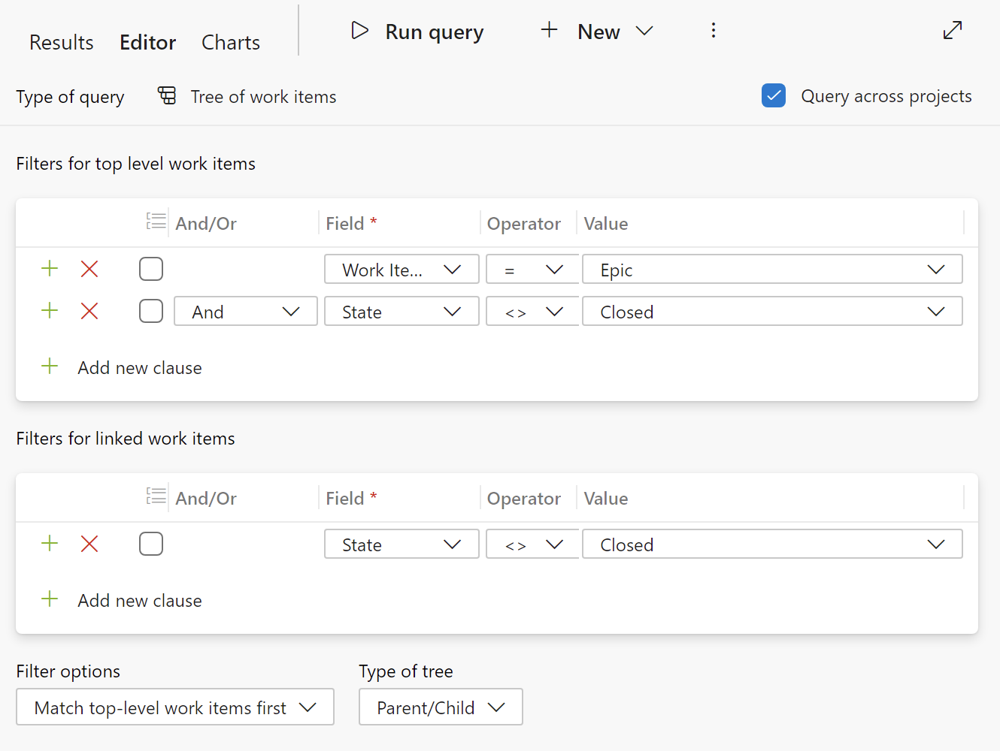 Results Editor Charts Run query New
Type of query Tree of work items Query across projects
Filters for top level work items
And/Or Field * Operator Value
Work Ite... = Epic
And State <> Closed
Add new clause
Filters for linked work items
And/Or Field * Operator Value
State <> Closed
Add new clause
Filter options Type of tree
Match top-level work items first Parent/Child